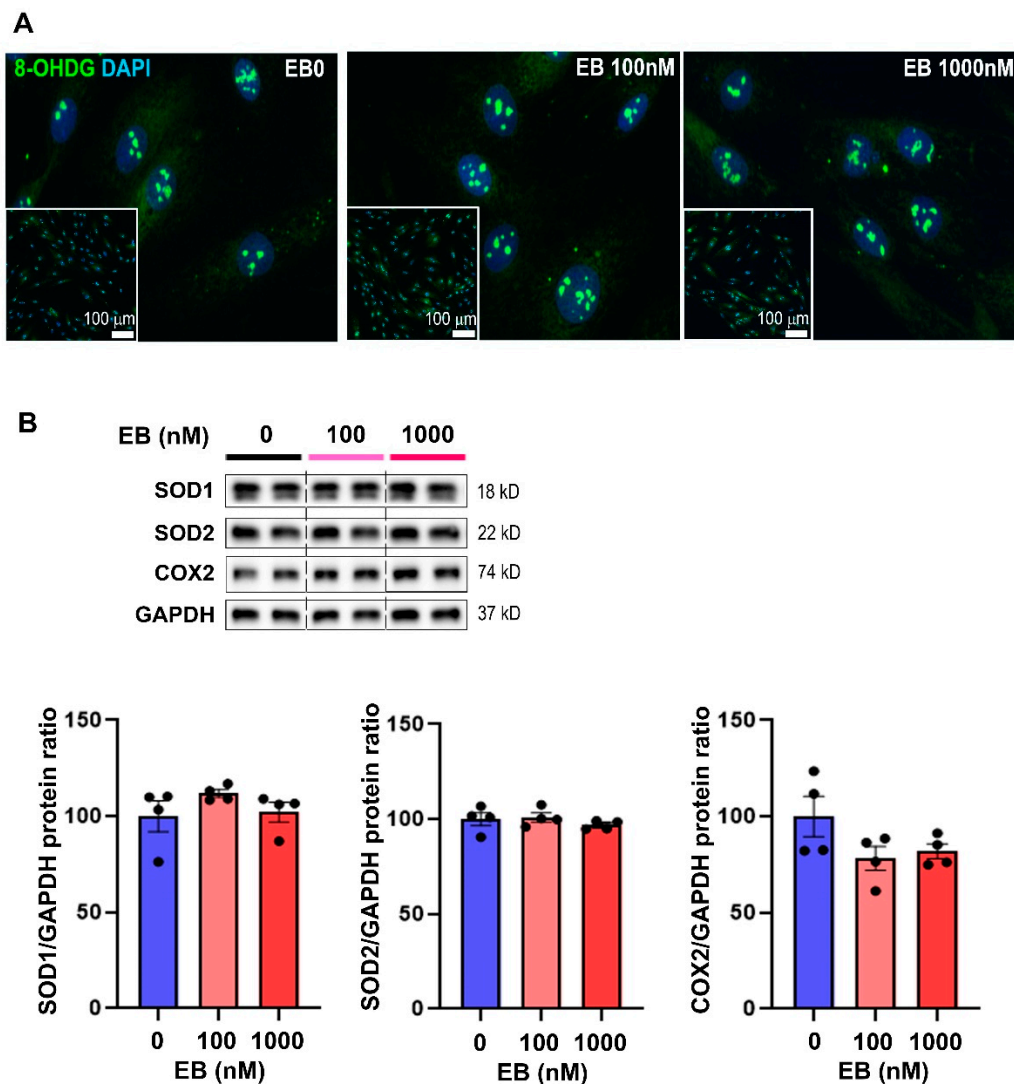 A
8-OHDG DAPI EB0
EB 100nM
EB 1000nM
100 µm
100 µm
100 µm
B
EB (nM) 0 100 1000
SOD1 18 kD
SOD2 22 kD
COX2 74 kD
GAPDH 37 kD
SOD1/GAPDH protein ratio
150
100
50
0
0 100 1000
EB (nM)
SOD2/GAPDH protein ratio
150
100
50
0
0 100 1000
EB (nM)
COX2/GAPDH protein ratio
150
100
50
0
0 100 1000
EB (nM)